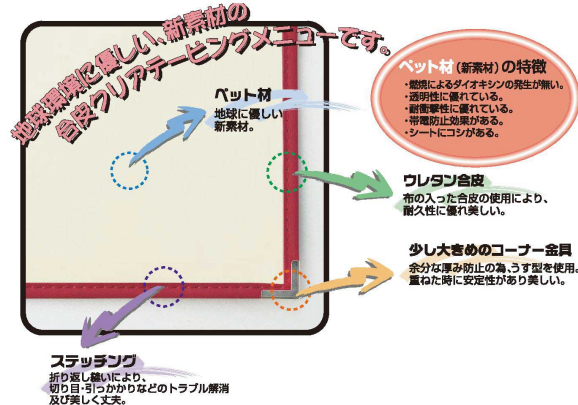 地球環境に優しい、新素材の
合皮クリアテーピングメニューです。
ペット材(新素材)の特徴
・燃焼によるダイオキシンの発生が無い。
・透明性に優れている。
・耐衝撃性に優れている。
・帯電防止効果がある。
・シートにコシがある。
ペット材
地球に優しい
新素材。
ウレタン合皮
布の入った合皮の使用により、
耐久性に優れ美しい。
少し大きめのコーナー金具
余分な厚み防止の為、うす型を使用。
重ねた時に安定性があり美しい。
ステッチング
折り返し縫いにより、
切り目・引っかかりなどのトラブル解消
及び美しく丈夫。